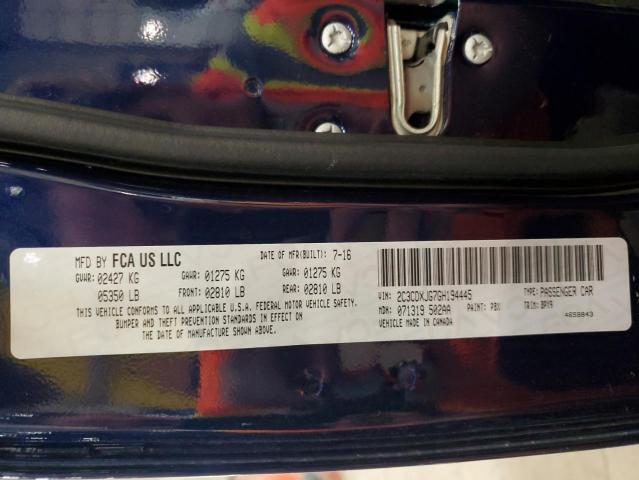 MFD BY FCA US LLC DATE OF MFR(BUILT): 7-16
GVWR: 02427 KG GAWR: 01275 KG GAWR: 01275 KG
05350 LB FRONT: 02810 LB REAR: 02810 LB
THIS VEHICLE CONFORMS TO ALL APPLICABLE U.S.A. FEDERAL MOTOR VEHICLE SAFETY,
BUMPER AND THEFT PREVENTION STANDARDS IN EFFECT ON
THE DATE OF MANUFACTURE SHOWN ABOVE.
VIN: 2C3CDXJG7GH194445 TYPE: PASSENGER CAR
MDH: 071319 502AA PAINT: PBX TRIM: BPX9
VEHICLE MADE IN CANADA 4658843